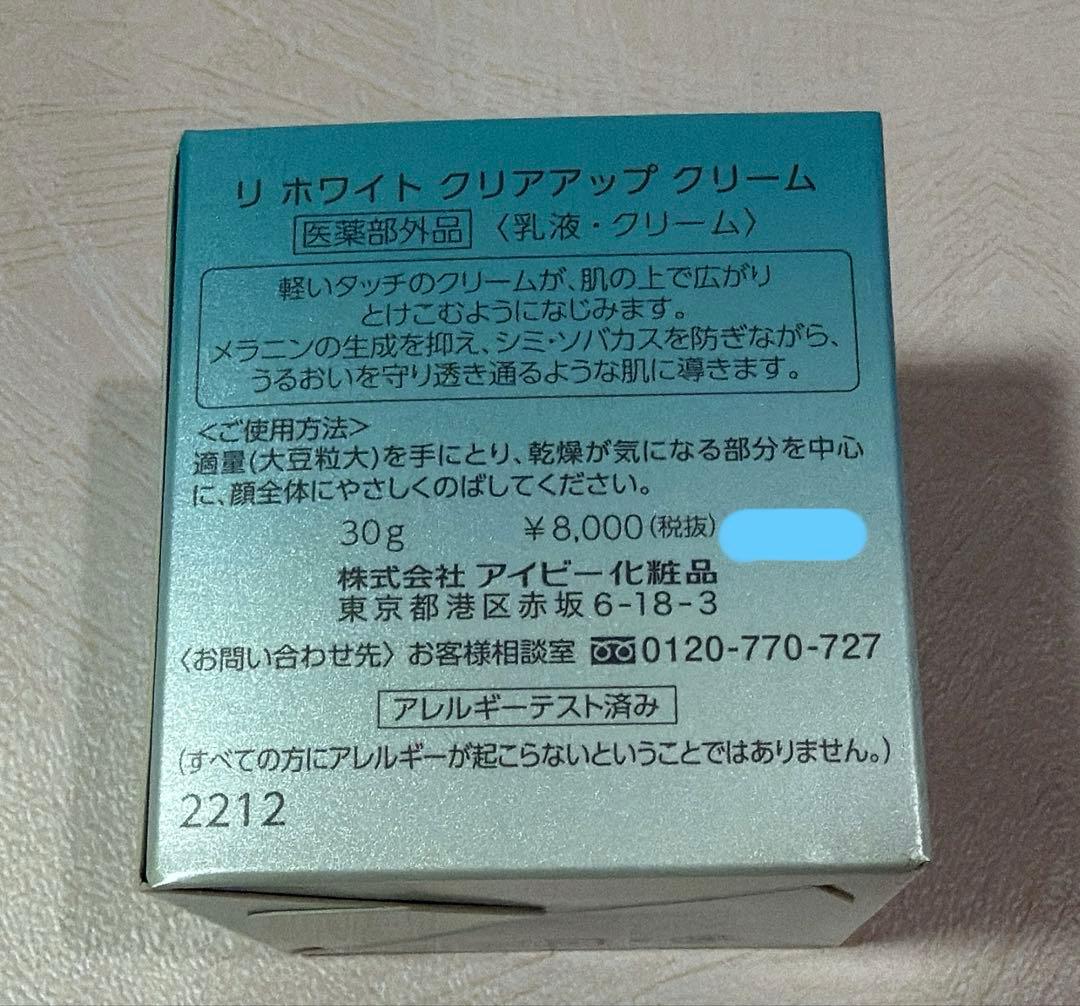 リ ホワイト クリアアップ クリーム
医薬部外品 〈乳液・クリーム〉
軽いタッチのクリームが、肌の上で広がり
とけこむようになじみます。
メラニンの生成を抑え、シミ・ソバカスを防ぎながら、
うるおいを守り透き通るような肌に導きます。
<ご使用方法>
適量(大豆粒大)を手にとり、乾燥が気になる部分を中心
に、顔全体にやさしくのばしてください。
30g ¥8,000(税抜)
株式会社 アイビー化粧品
東京都港区赤坂6-18-3
〈お問い合わせ先〉お客様相談室 0120-770-727
アレルギーテスト済み
(すべての方にアレルギーが起こらないということではありません。)
2212